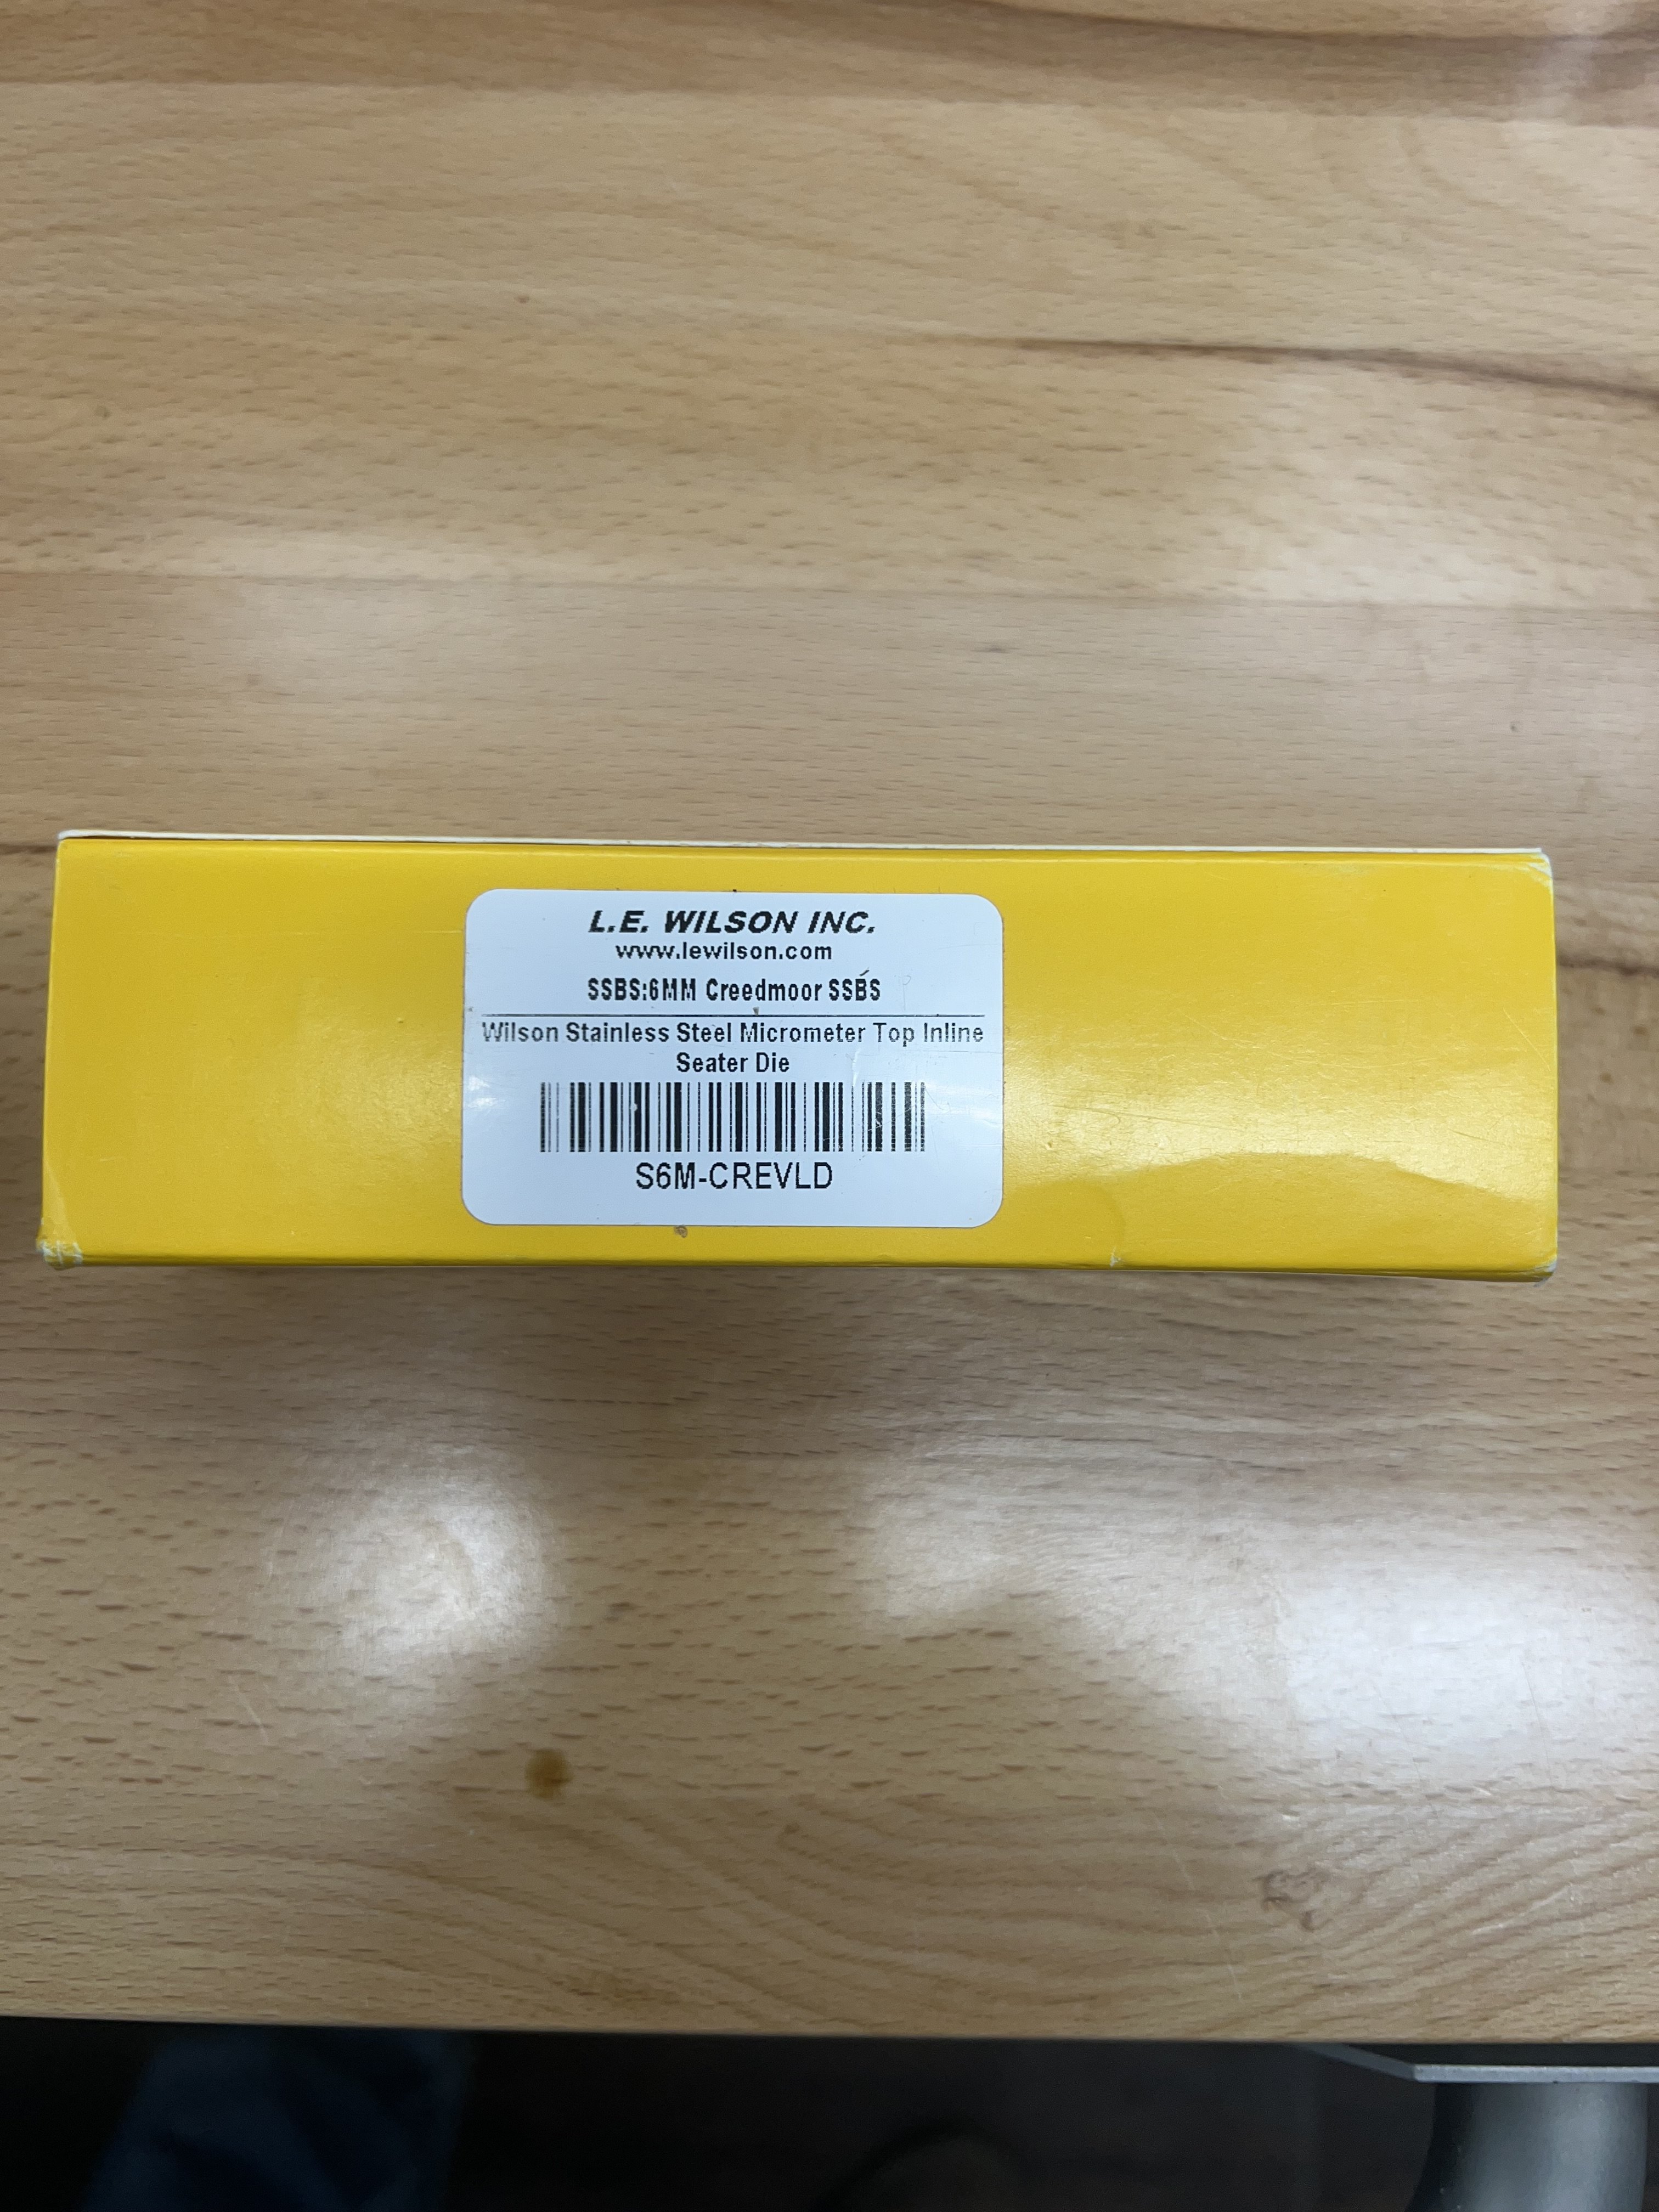 L.E. WILSON INC.
www.lewilson.com
SSBS:6MM Creedmoor SSBS
Wilson Stainless Steel Micrometer Top Inline
Seater Die
S6M-CREVLD